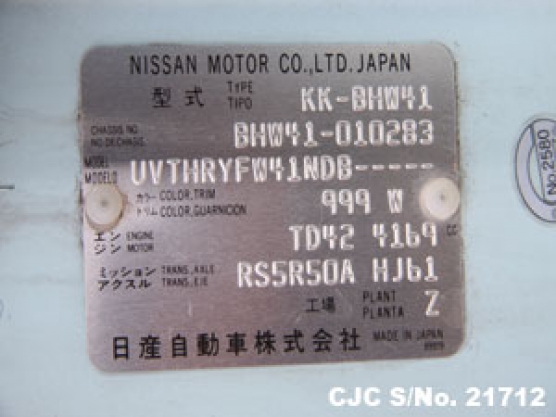 NISSAN MOTOR CO.,LTD. JAPAN
型式 TYPE TIPO KK-BHW41
CHASSIS NO. NO.DECHASIS. BHW41-010283
MODEL MODELO UVTHRYFW41NDB-----
カラー トリム COLOR,TRIM COLOR,GUARNICION 999 W
エンジン ENGINE MOTOR TD42 4169 CC
ミッション アクスル TRANS.,AXLE TRANS.,EJE RS5R50A HJ61
工場 PLANT PLANTA Z
日産自動車株式会社 MADE IN JAPAN
No.2580
CJC S/No. 21712